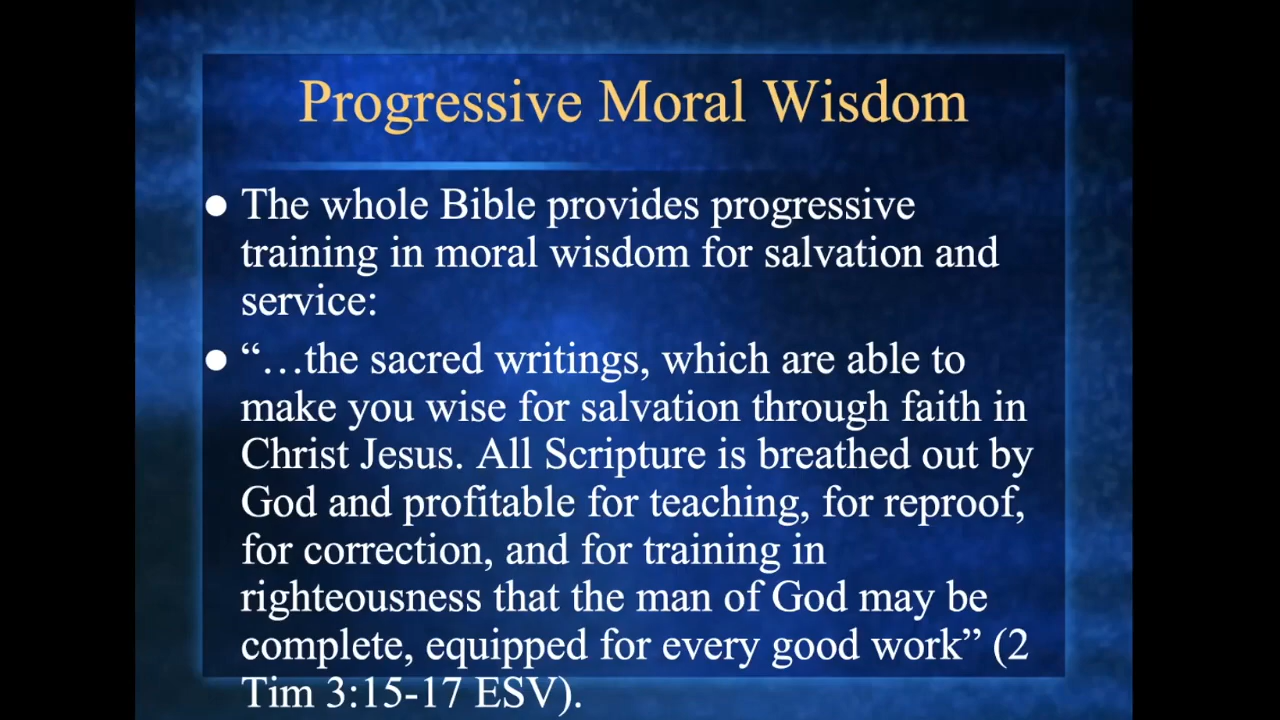 Progressive Moral Wisdom
● The whole Bible provides progressive
training in moral wisdom for salvation and
service:
● “…the sacred writings, which are able to
make you wise for salvation through faith in
Christ Jesus. All Scripture is breathed out by
God and profitable for teaching, for reproof,
for correction, and for training in
righteousness that the man of God may be
complete, equipped for every good work” (2
Tim 3:15-17 ESV).